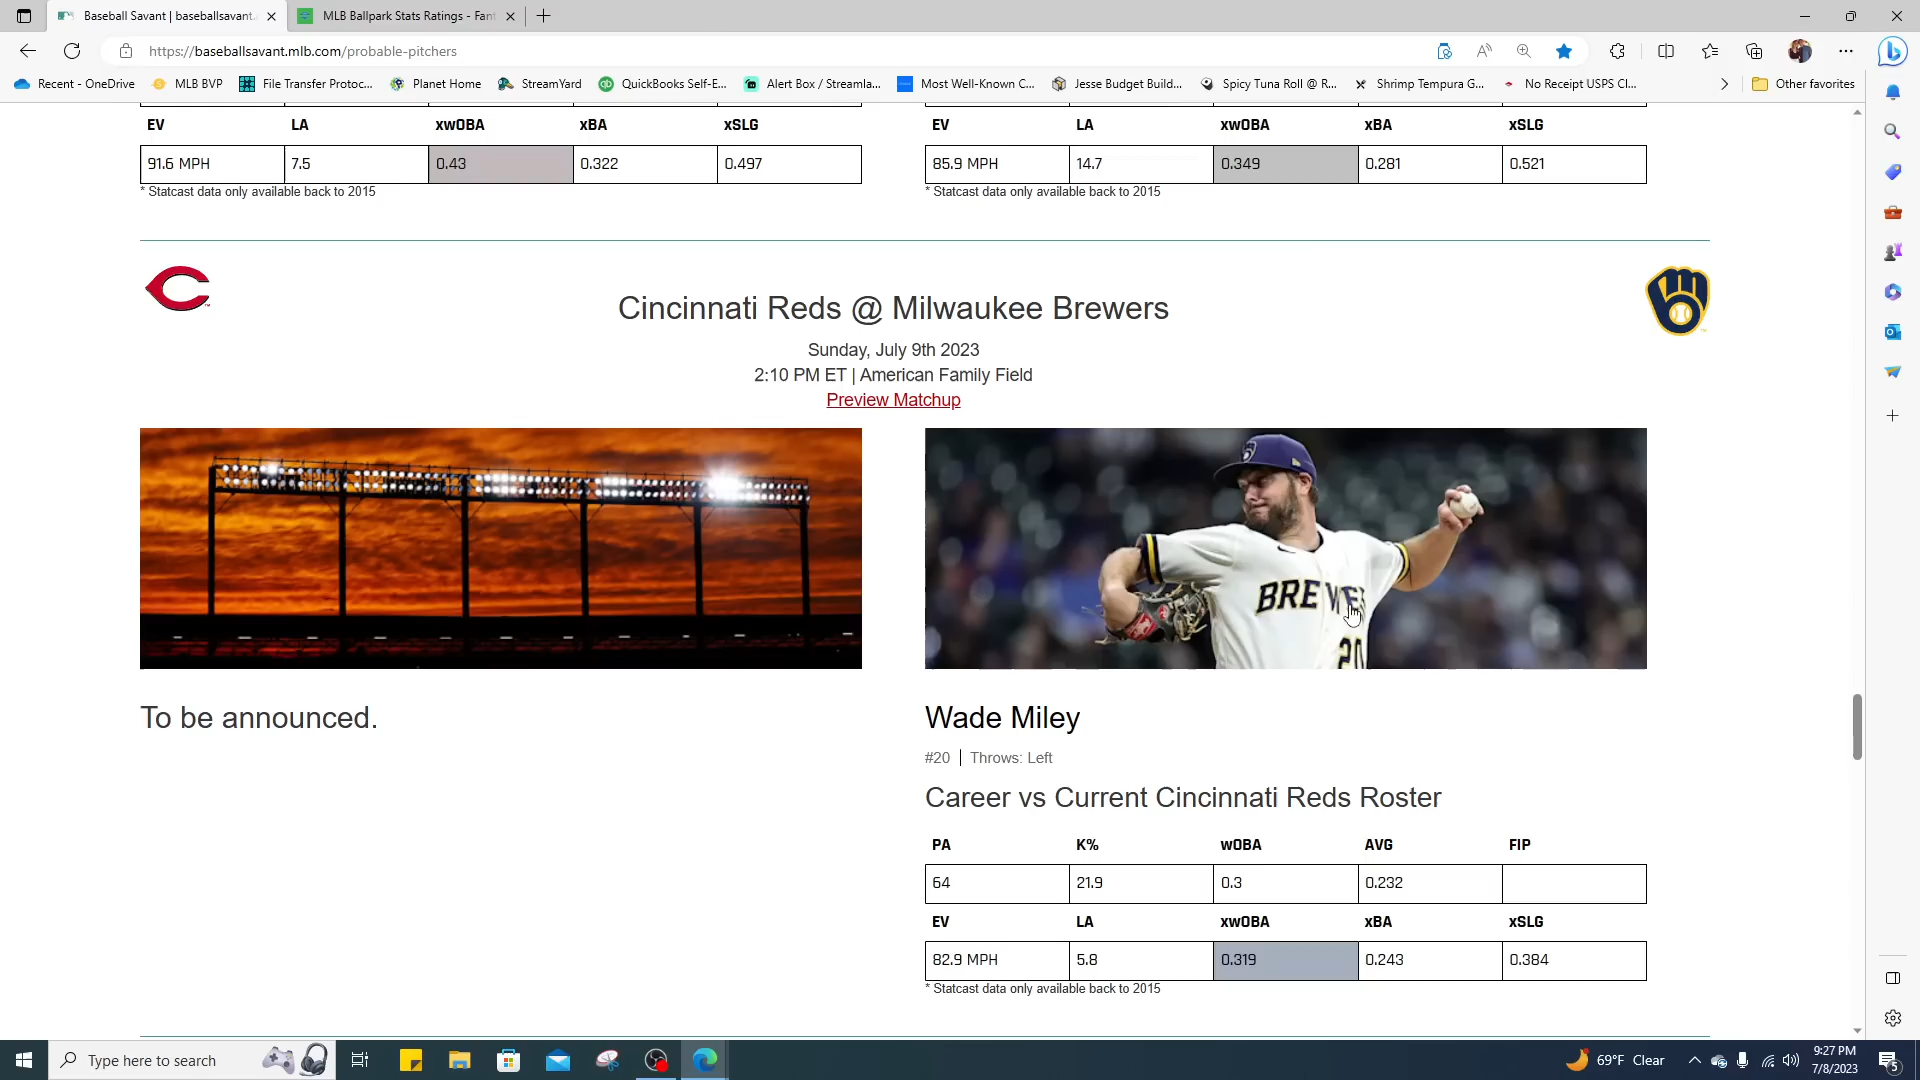 Baseball Savant | baseballsavant.
MLB Ballpark Stats Ratings - Fant
https://baseballsavant.mlb.com/probable-pitchers
Recent - OneDrive
MLB BVP
File Transfer Protoc...
Planet Home
StreamYard
QuickBooks Self-E...
Alert Box / Streamla...
Most Well-Known C...
Jesse Budget Build...
Spicy Tuna Roll @ R...
Shrimp Tempura G...
No Receipt USPS Cl...
Other favorites
EV LA xwOBA xBA xSLG
91.6 MPH 7.5 0.43 0.322 0.497
* Statcast data only available back to 2015
EV LA xwOBA xBA xSLG
85.9 MPH 14.7 0.349 0.281 0.521
* Statcast data only available back to 2015
Cincinnati Reds @ Milwaukee Brewers
Sunday, July 9th 2023
2:10 PM ET | American Family Field
Preview Matchup
BREWE
20
To be announced.
Wade Miley
#20 | Throws: Left
Career vs Current Cincinnati Reds Roster
PA K% wOBA AVG FIP
64 21.9 0.3 0.232
EV LA xwOBA xBA xSLG
82.9 MPH 5.8 0.319 0.243 0.384
* Statcast data only available back to 2015
Type here to search
69°F Clear
9:27 PM
7/8/2023
5